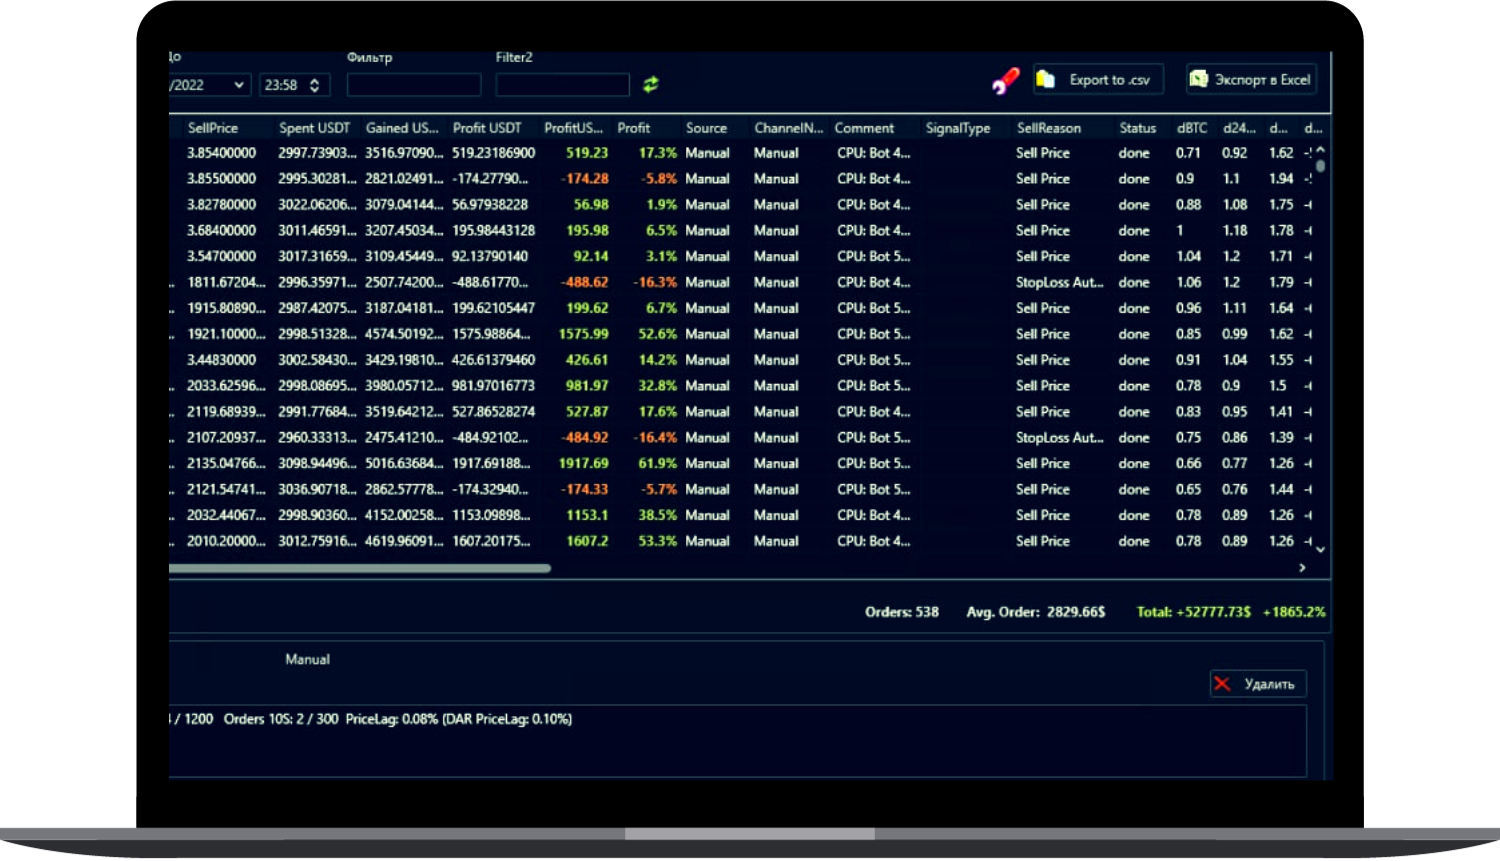 До Фильтр Filter2
/2022 23:58 Export to .csv Экспорт в Excel
SellPrice Spent USDT Gained US... Profit USDT ProfitUS... Profit Source ChannelN... Comment SignalType SellReason Status dBTC d24... d... d...
3.85400000 2997.73903... 3516.97090... 519.23186900 519.23 17.3% Manual Manual CPU: Bot 4... Sell Price done 0.71 0.92 1.62
3.85500000 2995.30281... 2821.02491... -174.27790... -174.28 -5.8% Manual Manual CPU: Bot 4... Sell Price done 0.9 1.1 1.94
3.82780000 3022.06206... 3079.04144... 56.97938228 56.98 1.9% Manual Manual CPU: Bot 4... Sell Price done 0.88 1.08 1.75
3.68400000 3011.46591... 3207.45034... 195.98443128 195.98 6.5% Manual Manual CPU: Bot 4... Sell Price done 1 1.18 1.78
3.54700000 3017.31659... 3109.45449... 92.13790140 92.14 3.1% Manual Manual CPU: Bot 4... Sell Price done 1.04 1.2 1.71
1811.67204... 2996.35971... 2507.74200... -488.61770... -488.62 -16.3% Manual Manual CPU: Bot 4... StopLoss Aut... done 1.06 1.2 1.79
1915.80890... 2987.42075... 3187.04181... 199.62105447 199.62 6.7% Manual Manual CPU: Bot 4... Sell Price done 0.96 1.11 1.64
1921.10000... 2998.51328... 4574.50192... 1575.98864... 1575.99 52.6% Manual Manual CPU: Bot 5... Sell Price done 0.85 0.99 1.62
3.44830000 3002.58430... 3429.19810... 426.61379460 426.61 14.2% Manual Manual CPU: Bot 5... Sell Price done 0.91 1.04 1.55
2033.62596... 2998.08695... 3980.05712... 981.97016773 981.97 32.8% Manual Manual CPU: Bot 5... Sell Price done 0.78 0.9 1.5
2119.68939... 2991.77684... 3519.64212... 527.86528274 527.87 17.6% Manual Manual CPU: Bot 4... Sell Price done 0.83 0.95 1.41
2107.20937... 2960.33313... 2475.41210... -484.92102... -484.92 -16.4% Manual Manual CPU: Bot 5... StopLoss Aut... done 0.75 0.86 1.39
2135.04766... 3098.94496... 5016.63684... 1917.69188... 1917.69 61.9% Manual Manual CPU: Bot 5... Sell Price done 0.66 0.77 1.26
2121.54741... 3036.90718... 2862.57778... -174.32940... -174.33 -5.7% Manual Manual CPU: Bot 5... Sell Price done 0.65 0.76 1.44
2032.44067... 2998.90360... 4152.00258... 1153.09898... 1153.1 38.5% Manual Manual CPU: Bot 4... Sell Price done 0.78 0.89 1.26
2010.20000... 3012.75916... 4619.96091... 1607.20175... 1607.2 53.3% Manual Manual CPU: Bot 4... Sell Price done 0.78 0.89 1.26
Orders: 538 Avg. Order: 2829.66$ Total: +52777.73$ +1865.2%
Manual
Удалить
/ 1200 Orders 10S: 2 / 300 PriceLag: 0.08% (DAR PriceLag: 0.10%)